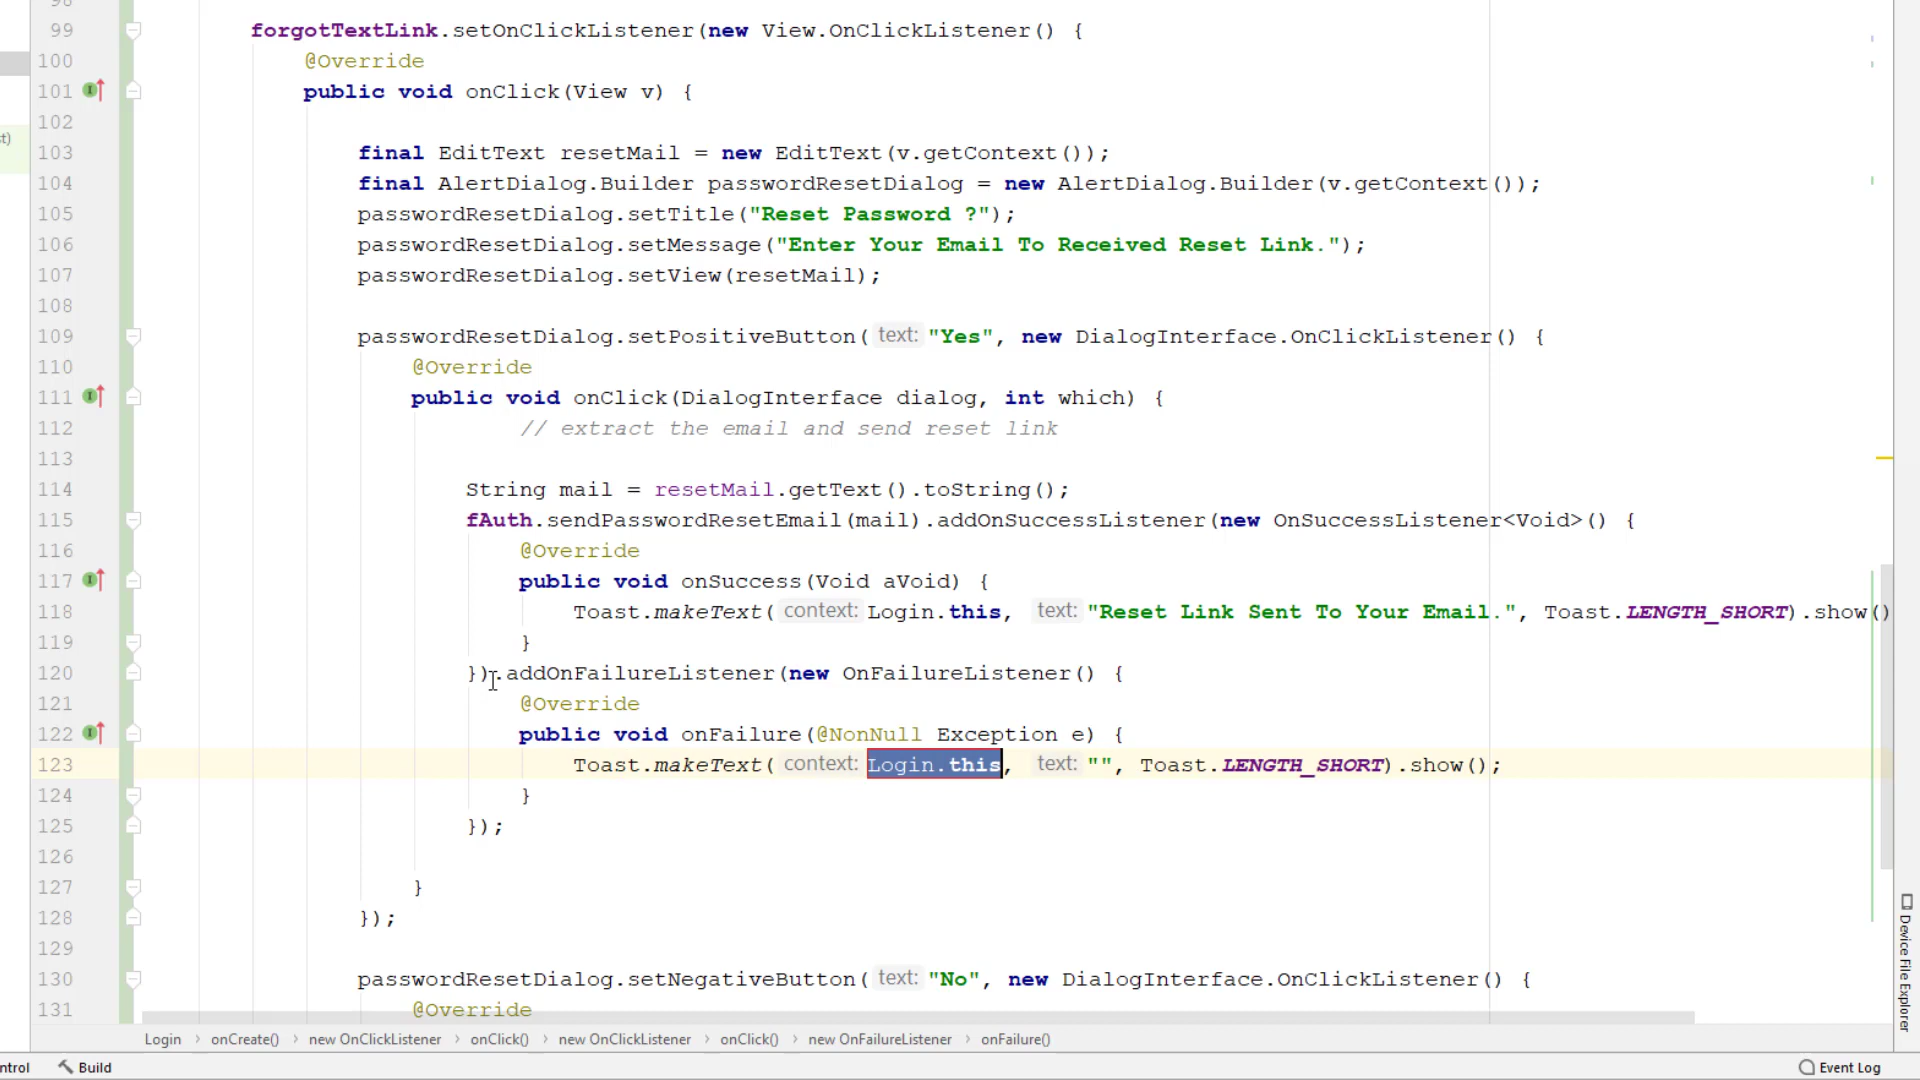 98
99 forgotTextLink.setOnClickListener(new View.OnClickListener() {
100 @Override
101 public void onClick(View v) {
102
st)
103 final EditText resetMail = new EditText(v.getContext());
104 final AlertDialog.Builder passwordResetDialog = new AlertDialog.Builder(v.getContext());
105 passwordResetDialog.setTitle("Reset Password ?");
106 passwordResetDialog.setMessage("Enter Your Email To Received Reset Link.");
107 passwordResetDialog.setView(resetMail);
108
109 passwordResetDialog.setPositiveButton( text: "Yes", new DialogInterface.OnClickListener() {
110 @Override
111 public void onClick(DialogInterface dialog, int which) {
112 // extract the email and send reset link
113
114 String mail = resetMail.getText().toString();
115 fAuth.sendPasswordResetEmail(mail).addOnSuccessListener(new OnSuccessListener<Void>() {
116 @Override
117 public void onSuccess(Void aVoid) {
118 Toast.makeText( context: Login.this, text: "Reset Link Sent To Your Email.", Toast.LENGTH_SHORT).show()
119 }
120 }).addOnFailureListener(new OnFailureListener() {
121 @Override
122 public void onFailure(@NonNull Exception e) {
123 Toast.makeText( context: Login.this, text: "", Toast.LENGTH_SHORT).show();
124 }
125 });
126
127 }
128 });
129
130 passwordResetDialog.setNegativeButton( text: "No", new DialogInterface.OnClickListener() {
131 @Override
Device File Explorer
Login › onCreate() › new OnClickListener › onClick() › new OnClickListener › onClick() › new OnFailureListener › onFailure()
ntrol Build Event Log